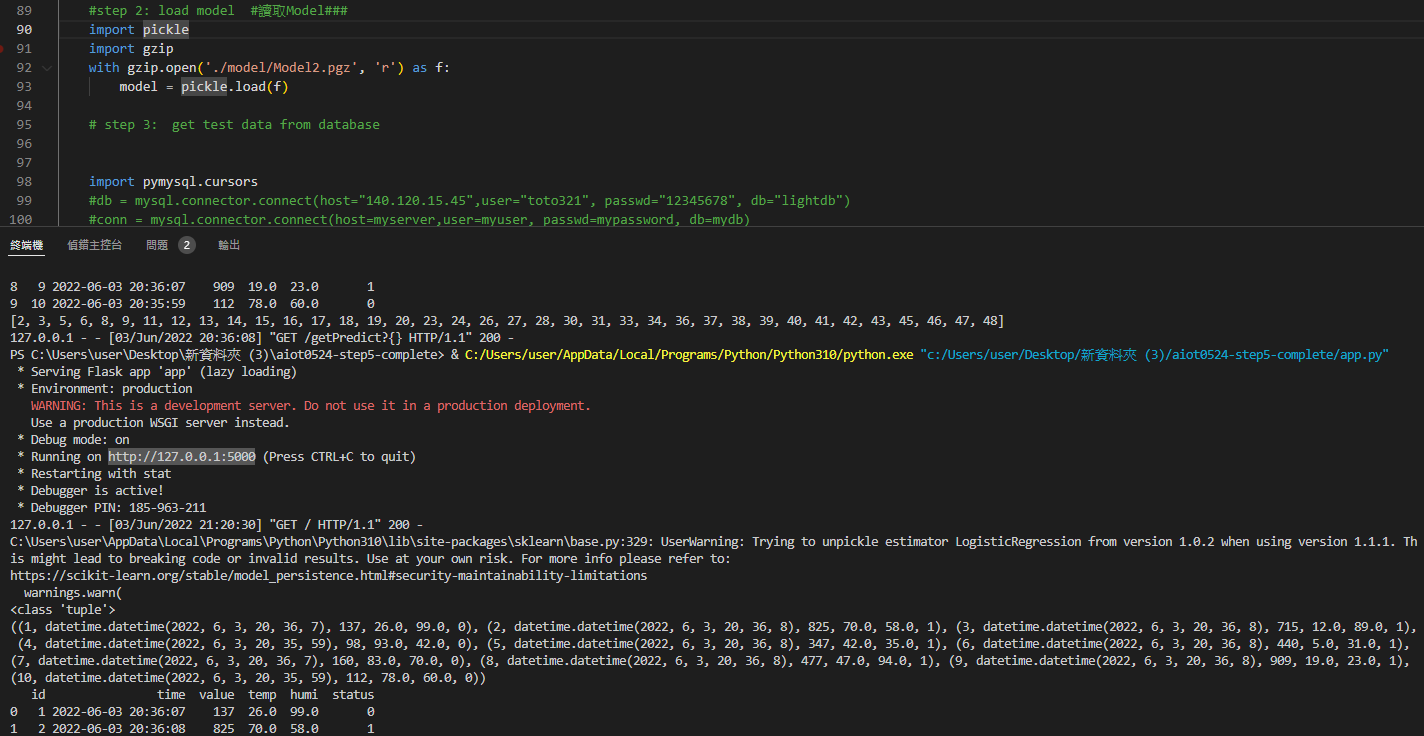 89 #step 2: load model  #讀取Model###
90 import pickle
91 import gzip
92 with gzip.open('./model/Model2.pgz', 'r') as f:
93     model = pickle.load(f)
94
95 # step 3:  get test data from database
96
97
98 import pymysql.cursors
99 #db = mysql.connector.connect(host="140.120.15.45",user="toto321", passwd="12345678", db="lightdb")
100 #conn = mysql.connector.connect(host=myserver,user=myuser, passwd=mypassword, db=mydb)
終端機 偵錯主控台 問題 2 輸出
8   9 2022-06-03 20:36:07    909  19.0  23.0       1
9  10 2022-06-03 20:35:59    112  78.0  60.0       0
[2, 3, 5, 6, 8, 9, 11, 12, 13, 14, 15, 16, 17, 18, 19, 20, 23, 24, 26, 27, 28, 30, 31, 33, 34, 36, 37, 38, 39, 40, 41, 42, 43, 45, 46, 47, 48]
127.0.0.1 - - [03/Jun/2022 20:36:08] "GET /getPredict?{} HTTP/1.1" 200 -
PS C:\Users\user\Desktop\新資料夾 (3)\aiot0524-step5-complete> & C:/Users/user/AppData/Local/Programs/Python/Python310/python.exe "c:/Users/user/Desktop/新資料夾 (3)/aiot0524-step5-complete/app.py"
 * Serving Flask app 'app' (lazy loading)
 * Environment: production
   WARNING: This is a development server. Do not use it in a production deployment.
   Use a production WSGI server instead.
 * Debug mode: on
 * Running on http://127.0.0.1:5000 (Press CTRL+C to quit)
 * Restarting with stat
 * Debugger is active!
 * Debugger PIN: 185-963-211
127.0.0.1 - - [03/Jun/2022 21:20:30] "GET / HTTP/1.1" 200 -
C:\Users\user\AppData\Local\Programs\Python\Python310\lib\site-packages\sklearn\base.py:329: UserWarning: Trying to unpickle estimator LogisticRegression from version 1.0.2 when using version 1.1.1. Th
is might lead to breaking code or invalid results. Use at your own risk. For more info please refer to:
https://scikit-learn.org/stable/model_persistence.html#security-maintainability-limitations
  warnings.warn(
<class 'tuple'>
((1, datetime.datetime(2022, 6, 3, 20, 36, 7), 137, 26.0, 99.0, 0), (2, datetime.datetime(2022, 6, 3, 20, 36, 8), 825, 70.0, 58.0, 1), (3, datetime.datetime(2022, 6, 3, 20, 36, 8), 715, 12.0, 89.0, 1),
 (4, datetime.datetime(2022, 6, 3, 20, 35, 59), 98, 93.0, 42.0, 0), (5, datetime.datetime(2022, 6, 3, 20, 36, 8), 347, 42.0, 35.0, 1), (6, datetime.datetime(2022, 6, 3, 20, 36, 8), 440, 5.0, 31.0, 1),
(7, datetime.datetime(2022, 6, 3, 20, 36, 7), 160, 83.0, 70.0, 0), (8, datetime.datetime(2022, 6, 3, 20, 36, 8), 477, 47.0, 94.0, 1), (9, datetime.datetime(2022, 6, 3, 20, 36, 7), 909, 19.0, 23.0, 1),
(10, datetime.datetime(2022, 6, 3, 20, 35, 59), 112, 78.0, 60.0, 0))
   id                time  value  temp  humi  status
0   1 2022-06-03 20:36:07    137  26.0  99.0       0
1   2 2022-06-03 20:36:08    825  70.0  58.0       1